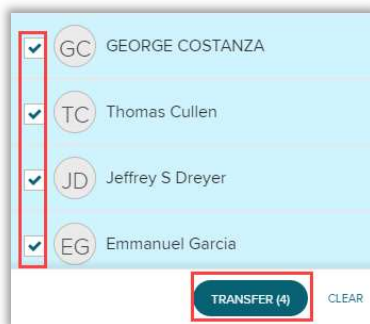 GC GEORGE COSTANZA
TC Thomas Cullen
JD Jeffrey S Dreyer
EG Emmanuel Garcia
TRANSFER (4) CLEAR